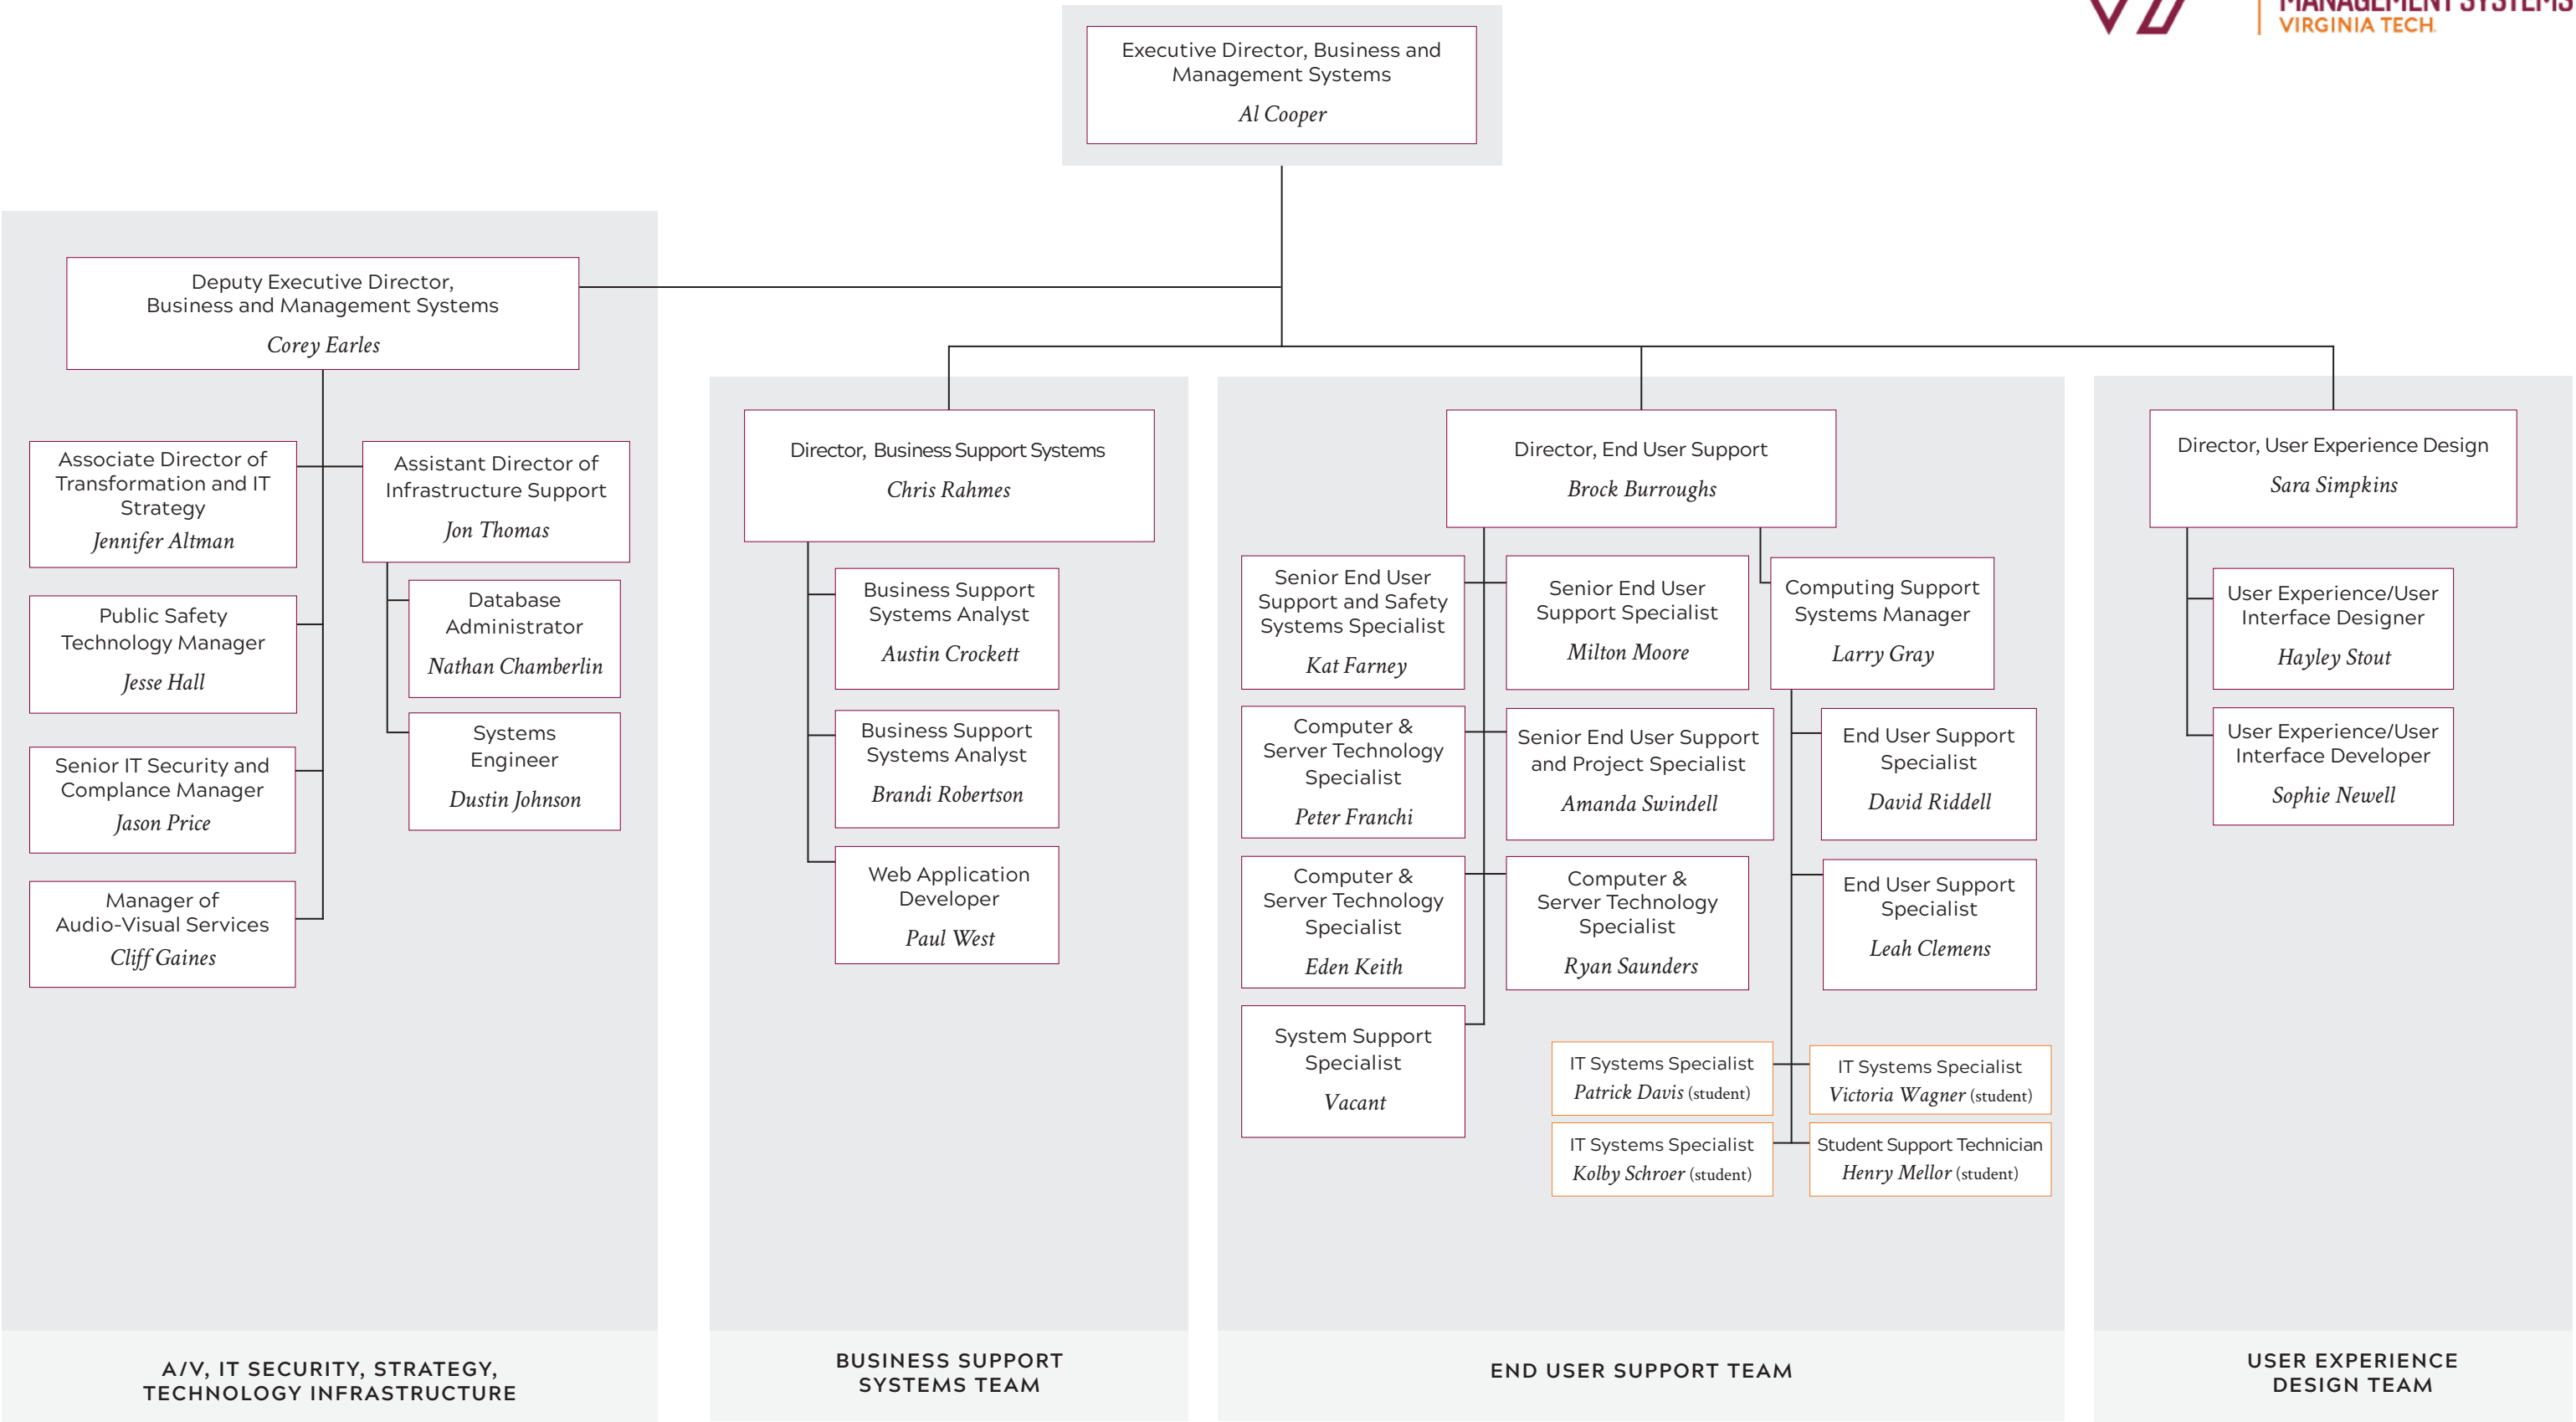 MANAGEMENT SYSTEMS
VIRGINIA TECH
Executive Director, Business and
Management Systems
Al Cooper
Deputy Executive Director,
Business and Management Systems
Corey Earles
Associate Director of
Transformation and IT
Strategy
Jennifer Altman
Assistant Director of
Infrastructure Support
Jon Thomas
Public Safety
Technology Manager
Jesse Hall
Database
Administrator
Nathan Chamberlin
Senior IT Security and
Complance Manager
Jason Price
Systems
Engineer
Dustin Johnson
Manager of
Audio-Visual Services
Cliff Gaines
A/V, IT SECURITY, STRATEGY,
TECHNOLOGY INFRASTRUCTURE
Director, Business Support Systems
Chris Rahmes
Business Support
Systems Analyst
Austin Crockett
Business Support
Systems Analyst
Brandi Robertson
Web Application
Developer
Paul West
BUSINESS SUPPORT
SYSTEMS TEAM
Director, End User Support
Brock Burroughs
Senior End User
Support and Safety
Systems Specialist
Kat Farney
Senior End User
Support Specialist
Milton Moore
Computing Support
Systems Manager
Larry Gray
Computer &
Server Technology
Specialist
Peter Franchi
Senior End User Support
and Project Specialist
Amanda Swindell
End User Support
Specialist
David Riddell
Computer &
Server Technology
Specialist
Eden Keith
Computer &
Server Technology
Specialist
Ryan Saunders
End User Support
Specialist
Leah Clemens
System Support
Specialist
Vacant
IT Systems Specialist
Patrick Davis (student)
IT Systems Specialist
Victoria Wagner (student)
IT Systems Specialist
Kolby Schroer (student)
Student Support Technician
Henry Mellor (student)
END USER SUPPORT TEAM
Director, User Experience Design
Sara Simpkins
User Experience/User
Interface Designer
Hayley Stout
User Experience/User
Interface Developer
Sophie Newell
USER EXPERIENCE
DESIGN TEAM